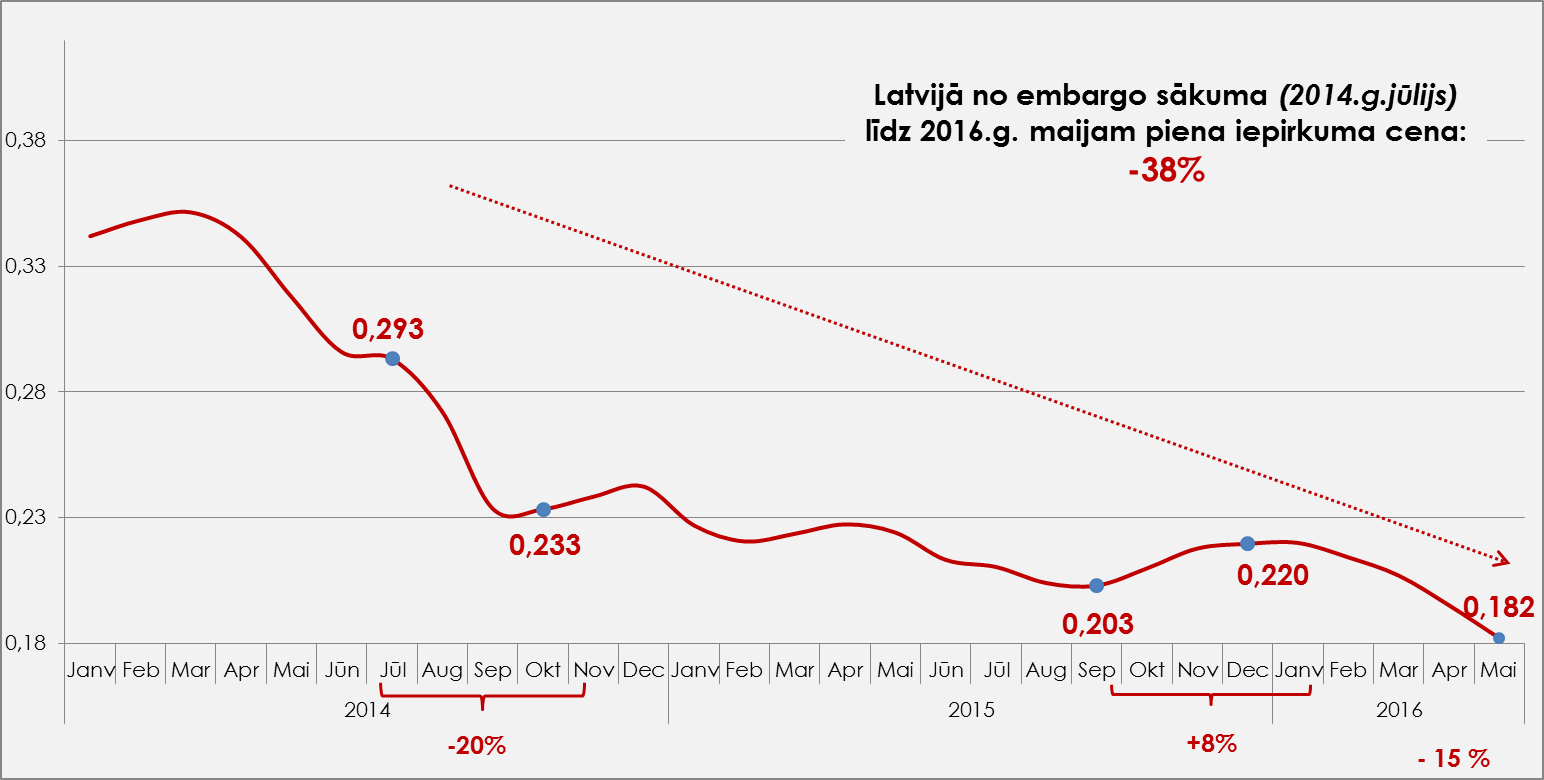 Latvijā no embargo sākuma (2014.g.jūlijs)
līdz 2016.g. maijam piena iepirkuma cena:
-38%
0,38
0,33
0,28
0,23
0,18
0,293
0,233
0,203
0,220
0,182
Janv Feb Mar Apr Mai Jūn Jūl Aug Sep Okt Nov Dec Janv Feb Mar Apr Mai Jūn Jūl Aug Sep Okt Nov Dec Janv Feb Mar Apr Mai
2014 2015 2016
-20% +8% - 15 %